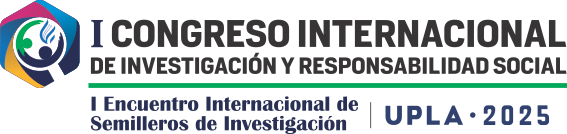 I CONGRESO INTERNACIONAL
DE INVESTIGACIÓN Y RESPONSABILIDAD SOCIAL
I Encuentro Internacional de
Semilleros de Investigación
UPLA · 2025